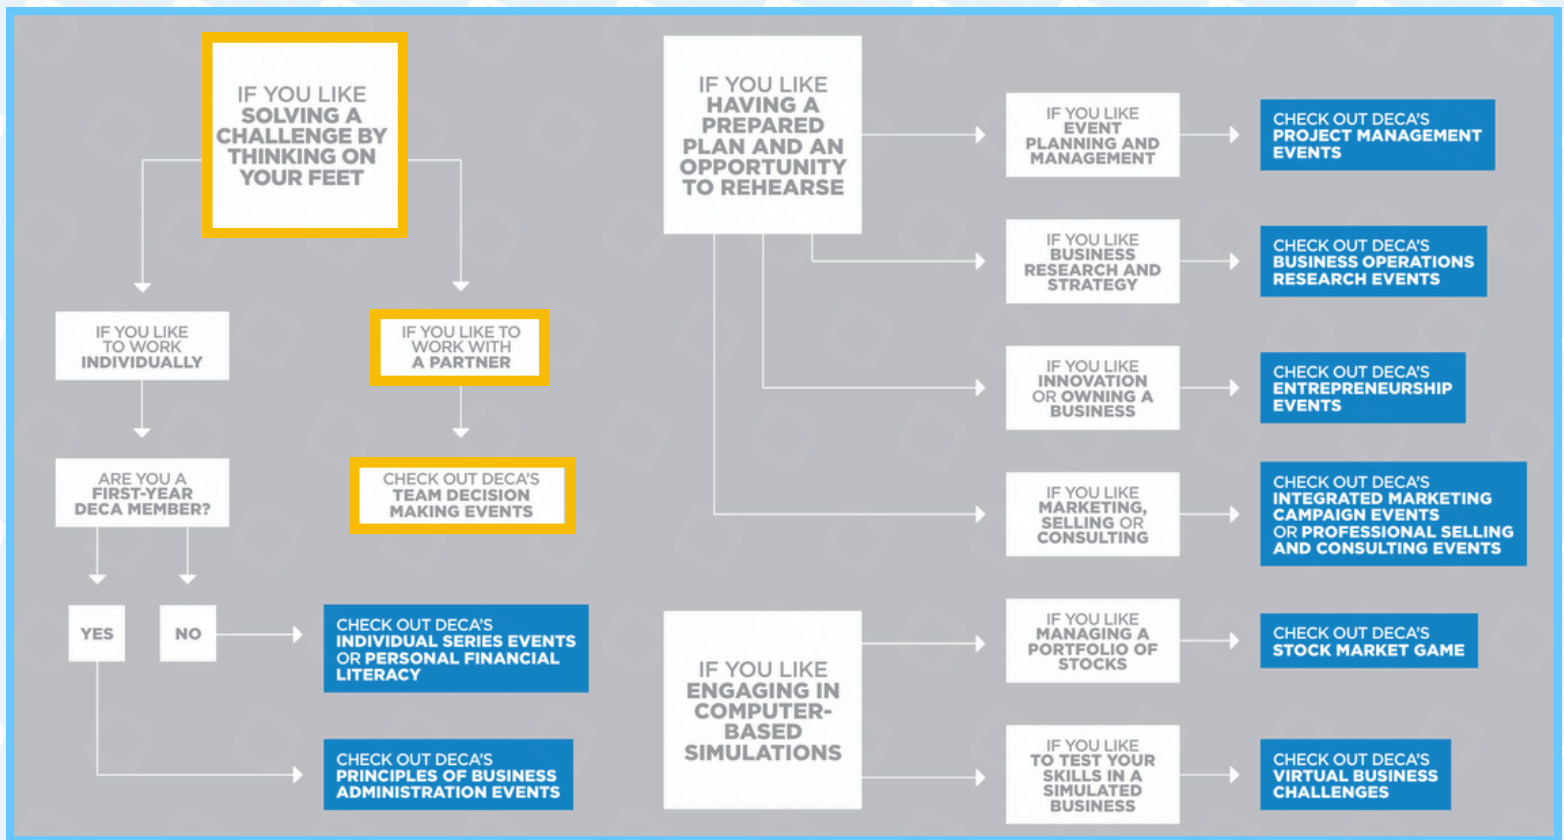 IF YOU LIKE
SOLVING A
CHALLENGE BY
THINKING ON
YOUR FEET
IF YOU LIKE
TO WORK
INDIVIDUALLY
IF YOU LIKE TO
WORK WITH
A PARTNER
ARE YOU A
FIRST-YEAR
DECA MEMBER?
CHECK OUT DECA'S
TEAM DECISION
MAKING EVENTS
YES
NO
CHECK OUT DECA'S
INDIVIDUAL SERIES EVENTS
OR PERSONAL FINANCIAL
LITERACY
CHECK OUT DECA'S
PRINCIPLES OF BUSINESS
ADMINISTRATION EVENTS
IF YOU LIKE
HAVING A
PREPARED
PLAN AND AN
OPPORTUNITY
TO REHEARSE
IF YOU LIKE
EVENT
PLANNING AND
MANAGEMENT
CHECK OUT DECA'S
PROJECT MANAGEMENT
EVENTS
IF YOU LIKE
BUSINESS
RESEARCH AND
STRATEGY
CHECK OUT DECA'S
BUSINESS OPERATIONS
RESEARCH EVENTS
IF YOU LIKE
INNOVATION
OR OWNING A
BUSINESS
CHECK OUT DECA'S
ENTREPRENEURSHIP
EVENTS
IF YOU LIKE
MARKETING,
SELLING OR
CONSULTING
CHECK OUT DECA'S
INTEGRATED MARKETING
CAMPAIGN EVENTS
OR PROFESSIONAL SELLING
AND CONSULTING EVENTS
IF YOU LIKE
ENGAGING IN
COMPUTER-
BASED
SIMULATIONS
IF YOU LIKE
MANAGING A
PORTFOLIO OF
STOCKS
CHECK OUT DECA'S
STOCK MARKET GAME
IF YOU LIKE
TO TEST YOUR
SKILLS IN A
SIMULATED
BUSINESS
CHECK OUT DECA'S
VIRTUAL BUSINESS
CHALLENGES